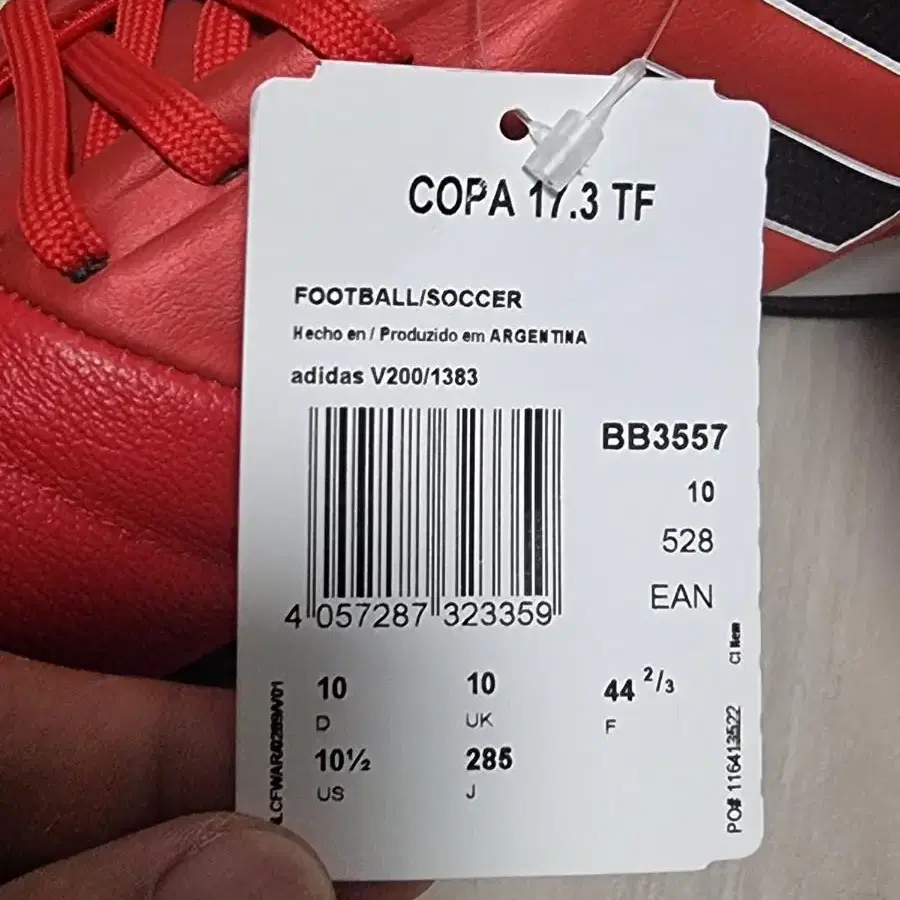 COPA 17.3 TF
FOOTBALL/SOCCER
Hecho en / Produzido em ARGENTINA
adidas V200/1383
BB3557
10
528
EAN
4 057287 323359
10
D
10
UK
44 2/3
F
10½
US
285
J
PO# 116413522